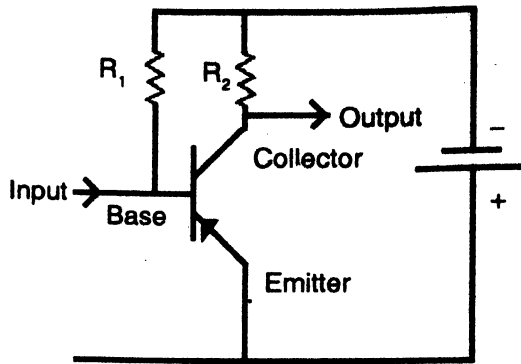 R1
R2
Output
−
Collector
Input
Base
+
Emitter